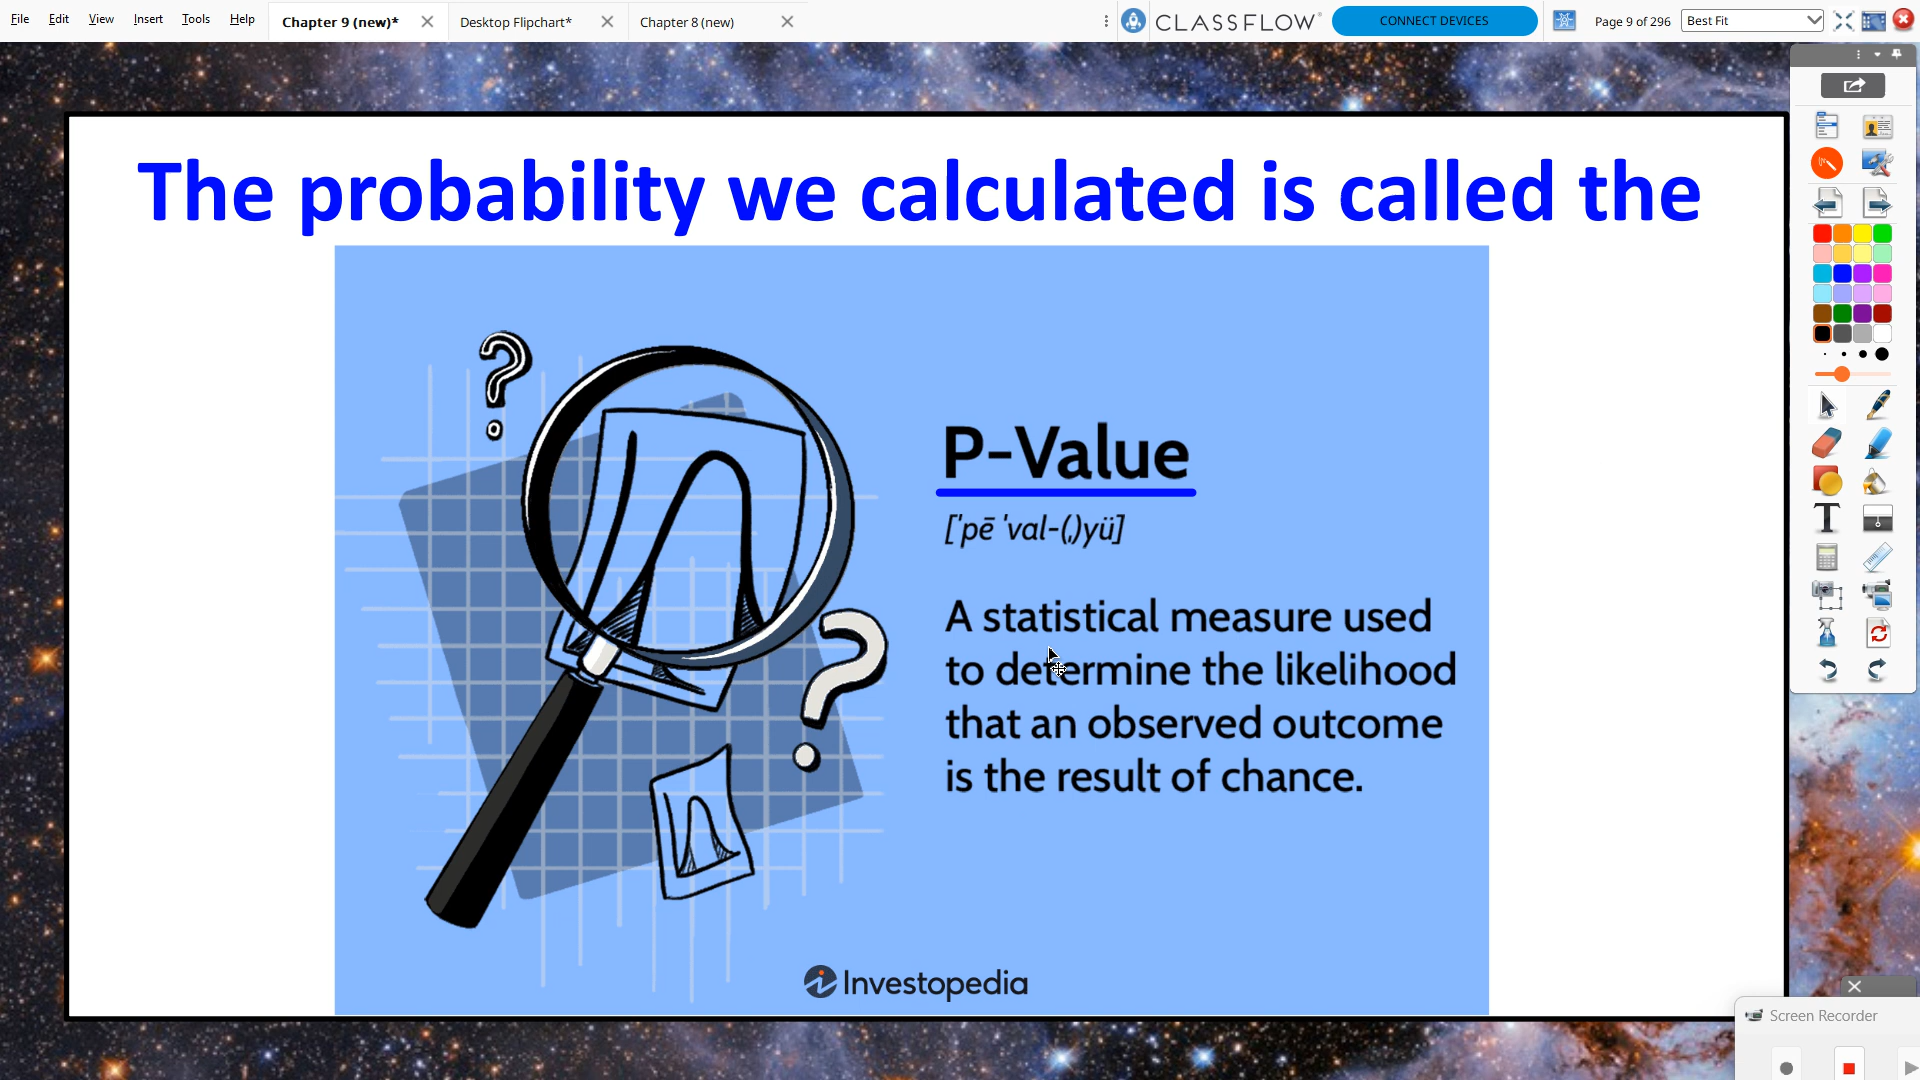 File Edit View Insert Tools Help Chapter 9 (new)* Desktop Flipchart* Chapter 8 (new) CLASSFLOW CONNECT DEVICES Page 9 of 296 Best Fit
The probability we calculated is called the
?
P-Value
['pē 'val-(,)yü]
A statistical measure used
to determine the likelihood
that an observed outcome
is the result of chance.
?
Investopedia
Screen Recorder